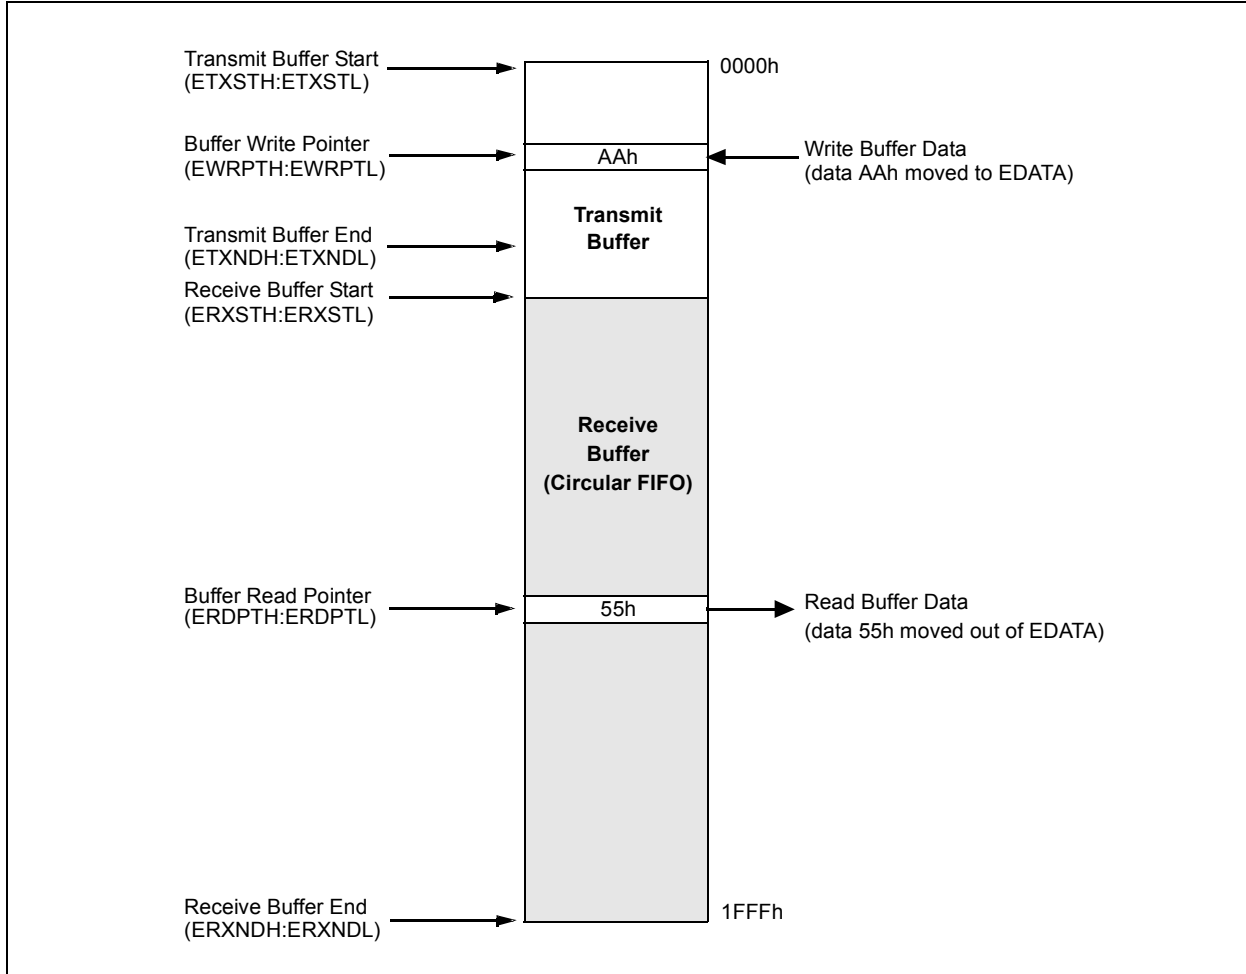 Transmit Buffer Start
(ETXSTH:ETXSTL)
0000h
Buffer Write Pointer
(EWRPTH:EWRPTL)
AAh
Write Buffer Data
(data AAh moved to EDATA)
Transmit
Buffer
Transmit Buffer End
(ETXNDH:ETXNDL)
Receive Buffer Start
(ERXSTH:ERXSTL)
Receive
Buffer
(Circular FIFO)
Buffer Read Pointer
(ERDPTH:ERDPTL)
55h
Read Buffer Data
(data 55h moved out of EDATA)
Receive Buffer End
(ERXNDH:ERXNDL)
1FFFh